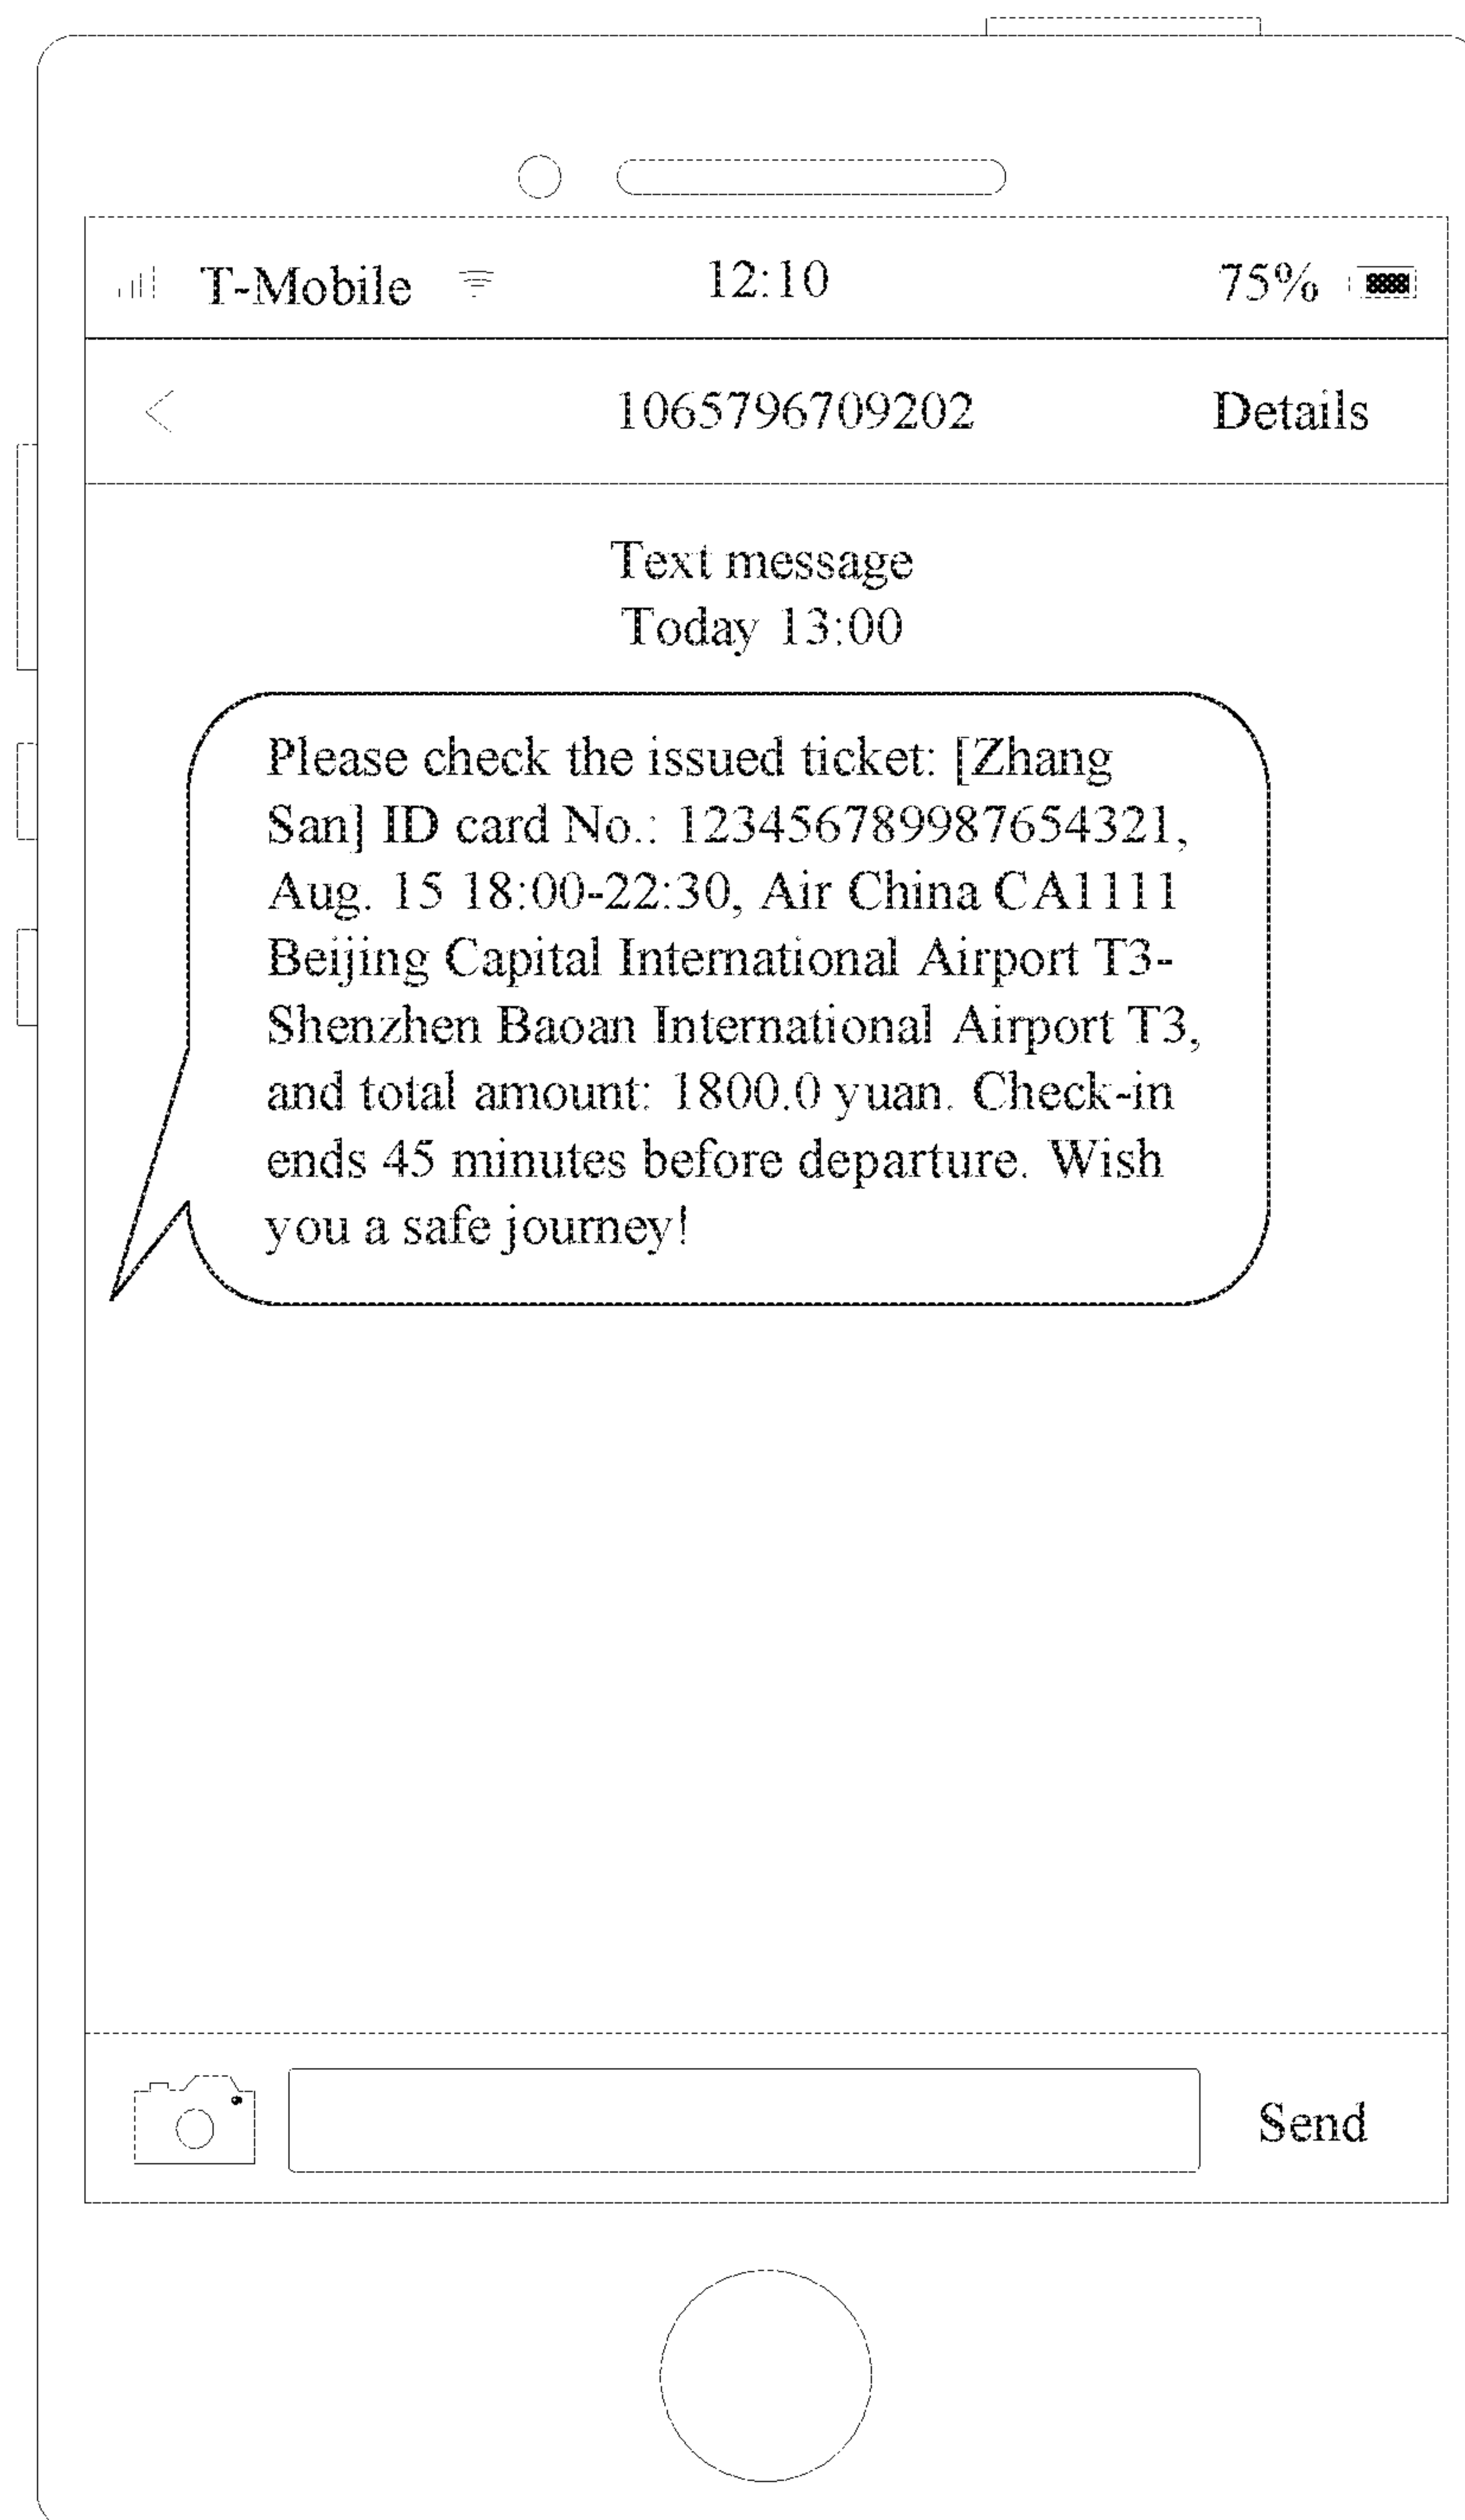 T-Mobile 12:10 75%
1065796709202 Details
Text message
Today 13:00
Please check the issued ticket: [Zhang
San] ID card No.: 123456789987654321,
Aug. 15 18:00-22:30, Air China CA1111
Beijing Capital International Airport T3-
Shenzhen Baoan International Airport T3,
and total amount: 1800.0 yuan. Check-in
ends 45 minutes before departure. Wish
you a safe journey!
Send